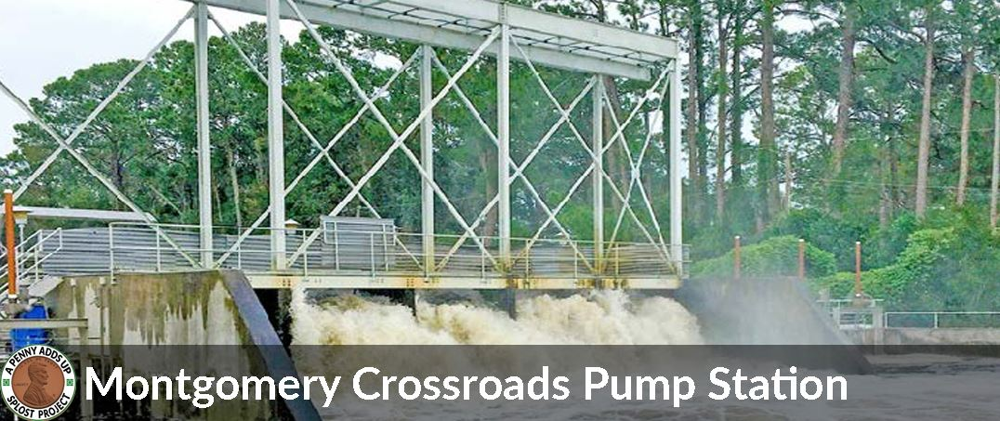 A PENNY ADDS UP
SPLOST PROJECT
Montgomery Crossroads Pump Station